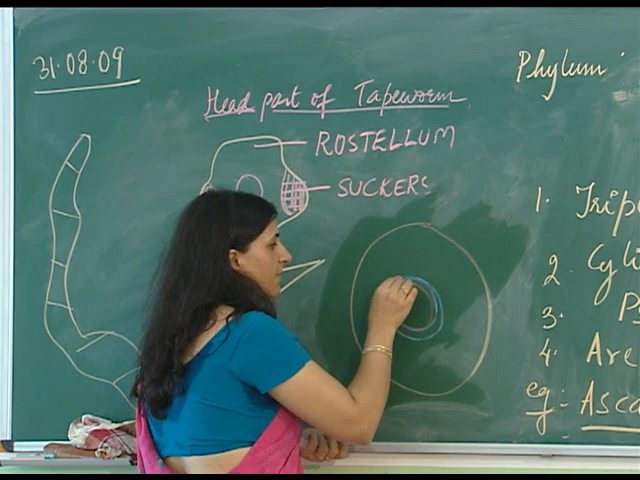 31.08.09
Phylum:
Head part of Tapeworm
ROSTELLUM
SUCKERS
1. Trip
2. Cyli
3. Ps
4. Are
eg:- Asca